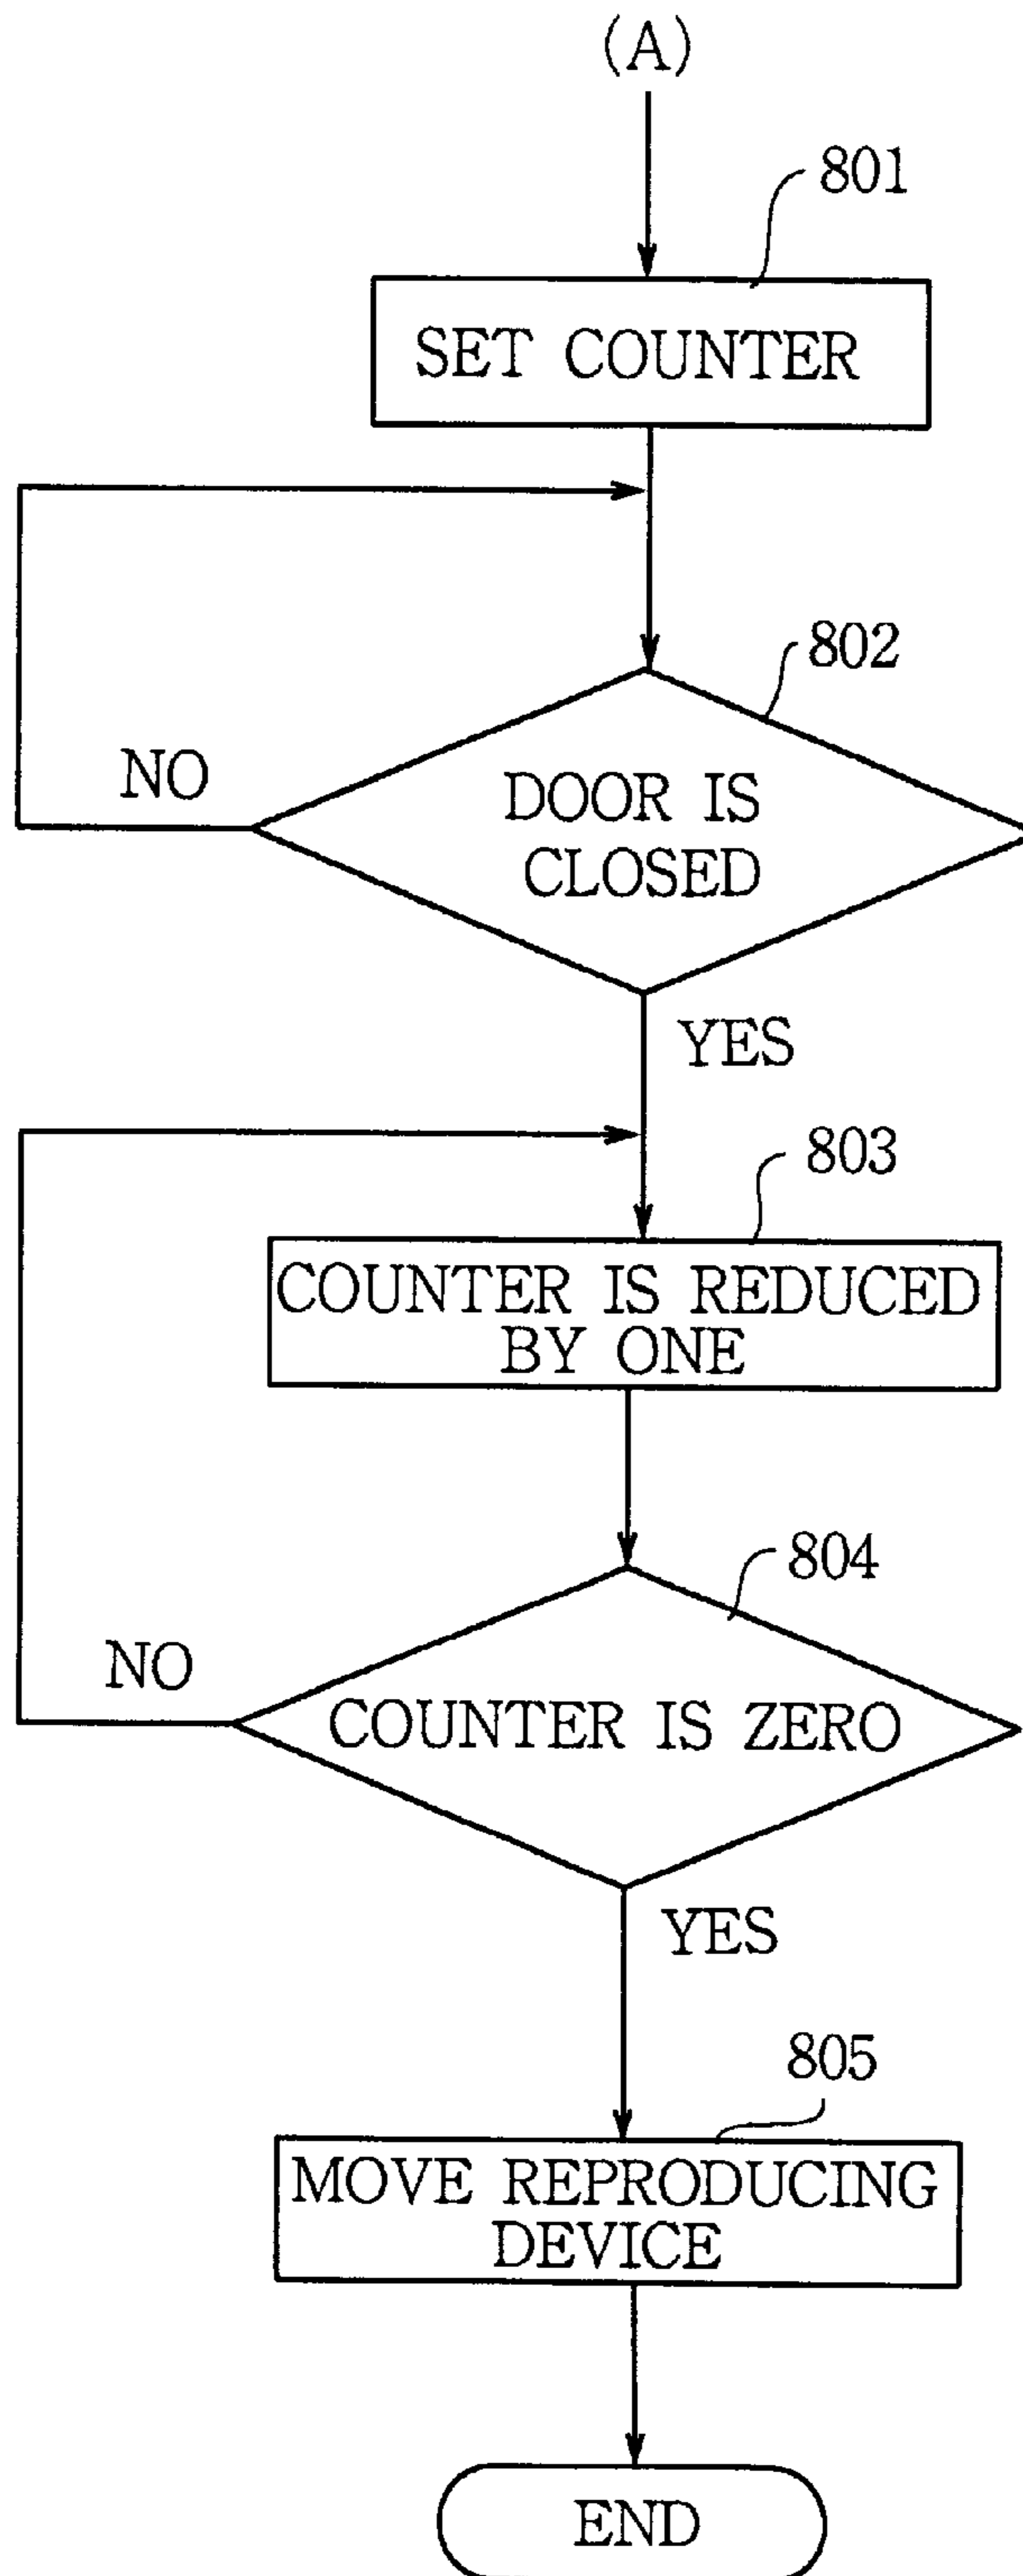 (A)
801
SET COUNTER
802
NO
DOOR IS
CLOSED
YES
803
COUNTER IS REDUCED
BY ONE
804
NO
COUNTER IS ZERO
YES
805
MOVE REPRODUCING
DEVICE
END